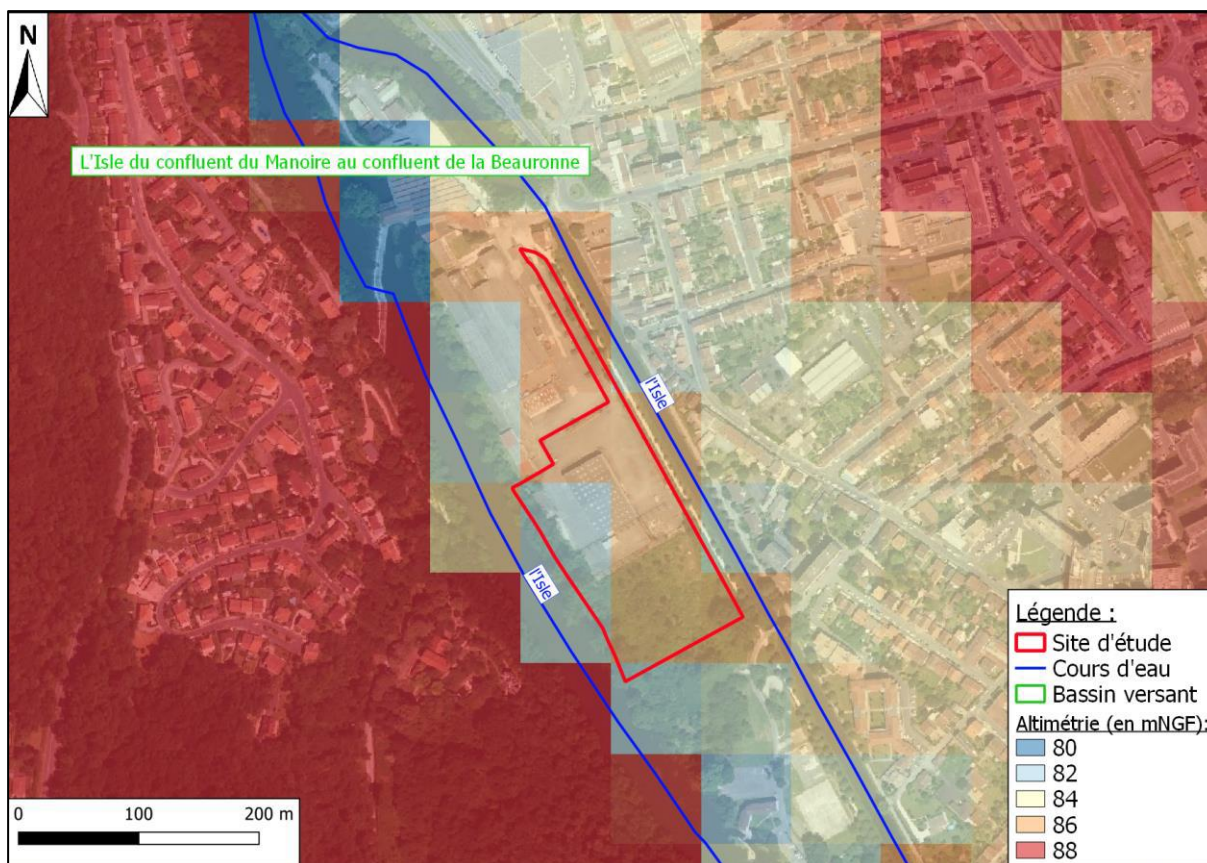 N
L'Isle du confluent du Manoire au confluent de la Beauronne
l'Isle
l'Isle
Légende :
Site d'étude
Cours d'eau
Bassin versant
Altimétrie (en mNGF):
80
82
84
86
88
0 100 200 m